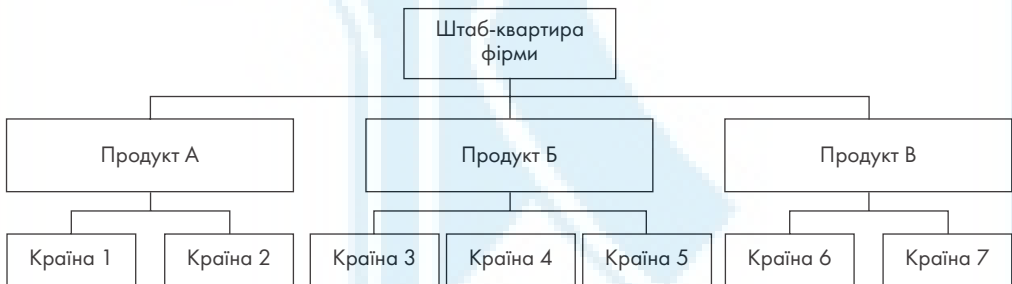 Штаб-квартира
фірми
Продукт А
Продукт Б
Продукт В
Країна 1
Країна 2
Країна 3
Країна 4
Країна 5
Країна 6
Країна 7